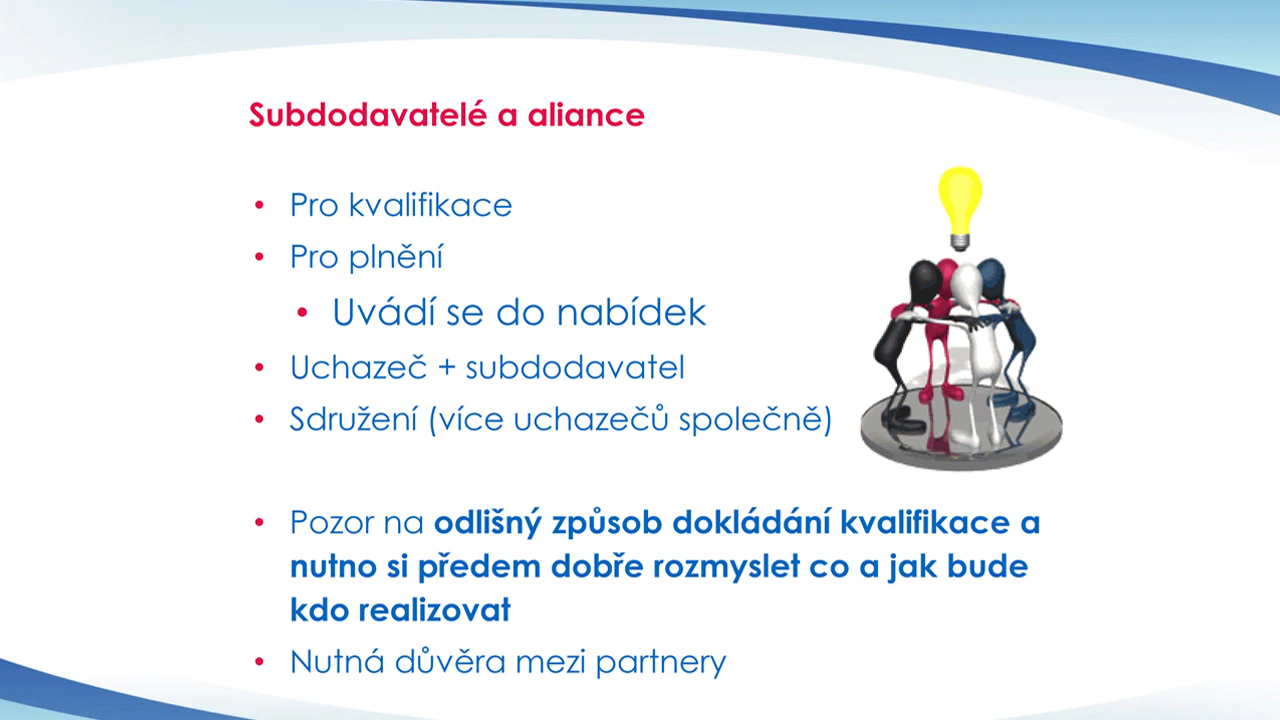 Subdodavatelé a aliance
• Pro kvalifikace
• Pro plnění
• Uvádí se do nabídek
• Uchazeč + subdodavatel
• Sdružení (více uchazečů společně)
• Pozor na odlišný způsob dokládání kvalifikace a
nutno si předem dobře rozmyslet co a jak bude
kdo realizovat
• Nutná důvěra mezi partnery